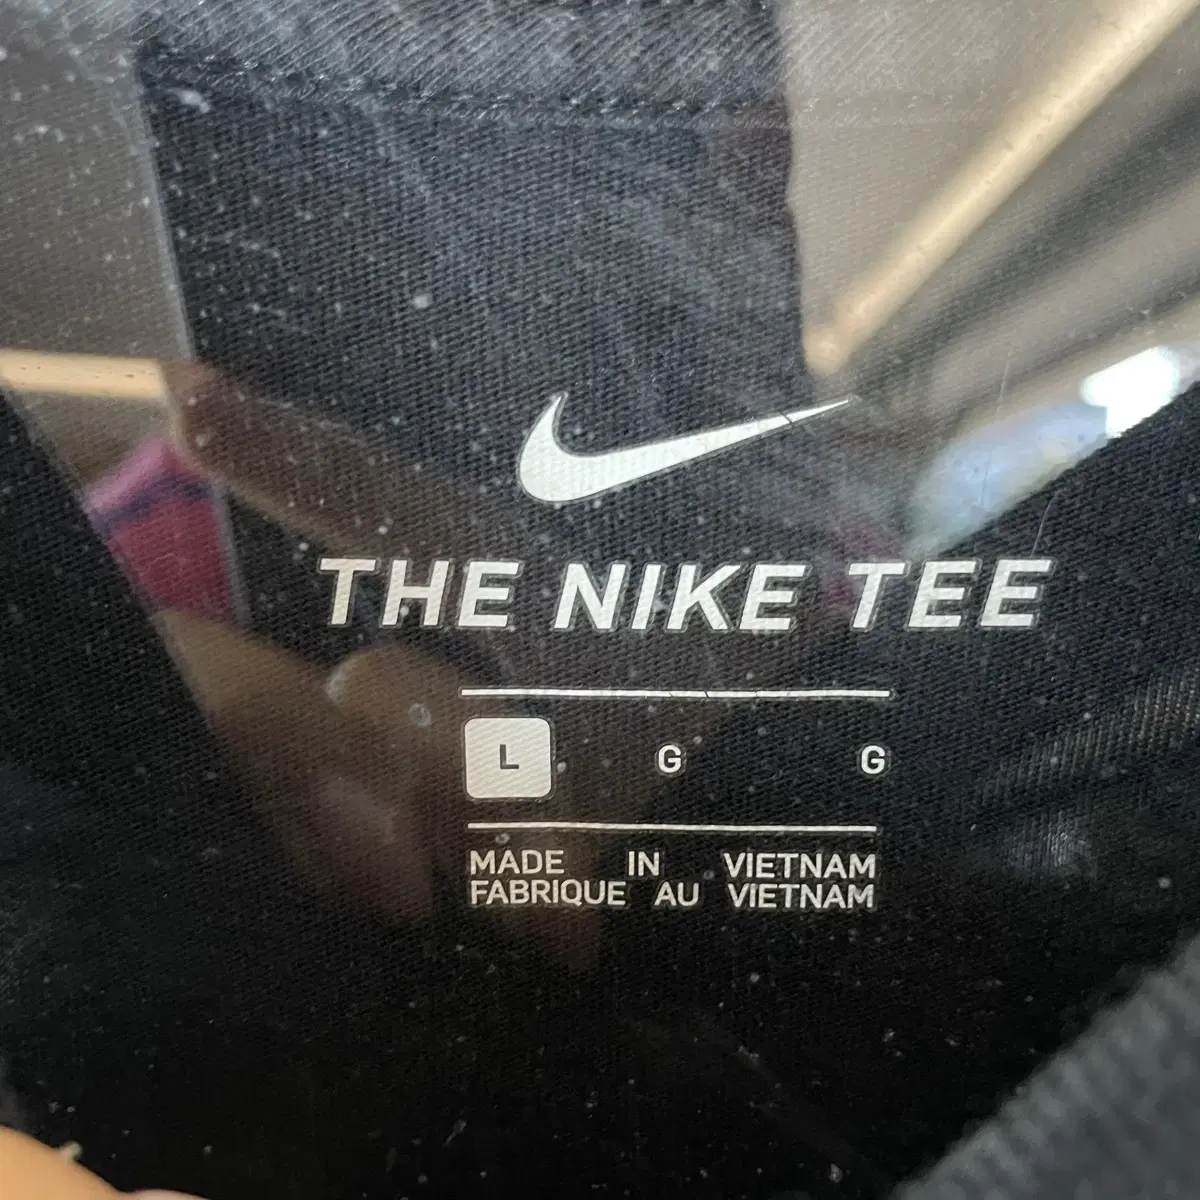 THE NIKE TEE
L G G
MADE IN VIETNAM
FABRIQUE AU VIETNAM